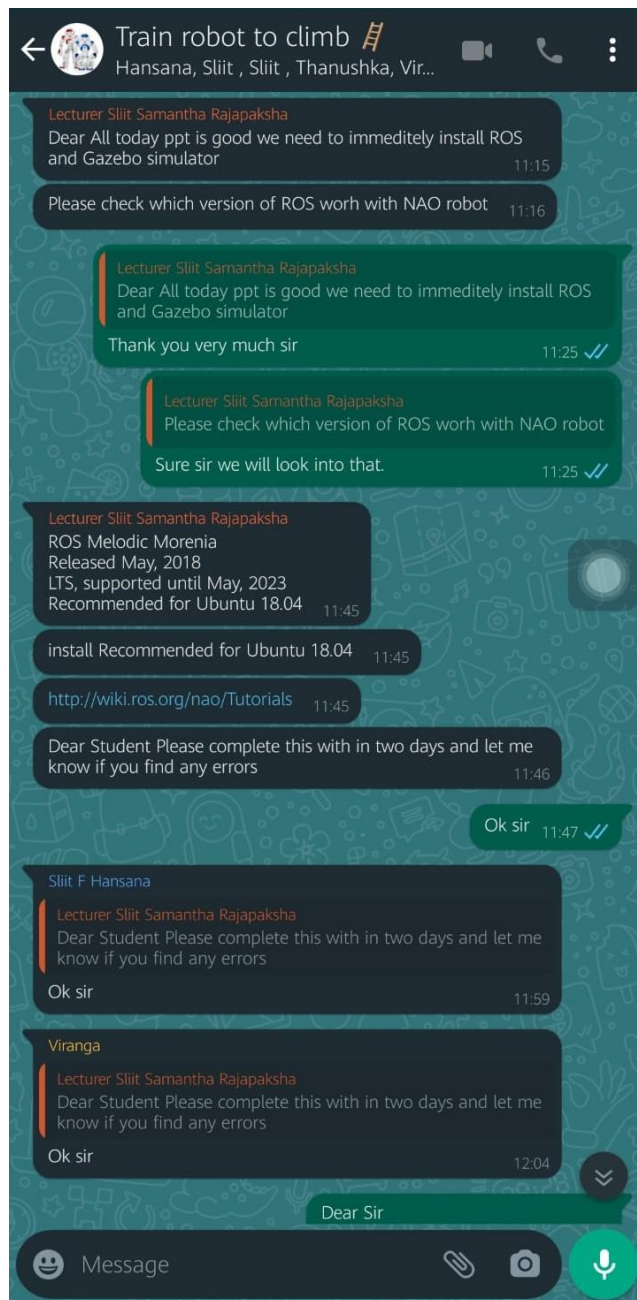 Train robot to climb 🪜
Hansana, Sliit , Sliit , Thanushka, Vir...
Lecturer Sliit Samantha Rajapaksha
Dear All today ppt is good we need to immeditely install ROS
and Gazebo simulator
11:15
Please check which version of ROS worh with NAO robot 11:16
Lecturer Sliit Samantha Rajapaksha
Dear All today ppt is good we need to immeditely install ROS
and Gazebo simulator
Thank you very much sir
11:25
Lecturer Sliit Samantha Rajapaksha
Please check which version of ROS worh with NAO robot
Sure sir we will look into that.
11:25
Lecturer Sliit Samantha Rajapaksha
ROS Melodic Morenia
Released May, 2018
LTS, supported until May, 2023
Recommended for Ubuntu 18.04 11:45
install Recommended for Ubuntu 18.04 11:45
http://wiki.ros.org/nao/Tutorials 11:45
Dear Student Please complete this with in two days and let me
know if you find any errors
11:46
Ok sir 11:47
Sliit F Hansana
Lecturer Sliit Samantha Rajapaksha
Dear Student Please complete this with in two days and let me
know if you find any errors
Ok sir
11:59
Viranga
Lecturer Sliit Samantha Rajapaksha
Dear Student Please complete this with in two days and let me
know if you find any errors
Ok sir
12:04
Dear Sir
Message